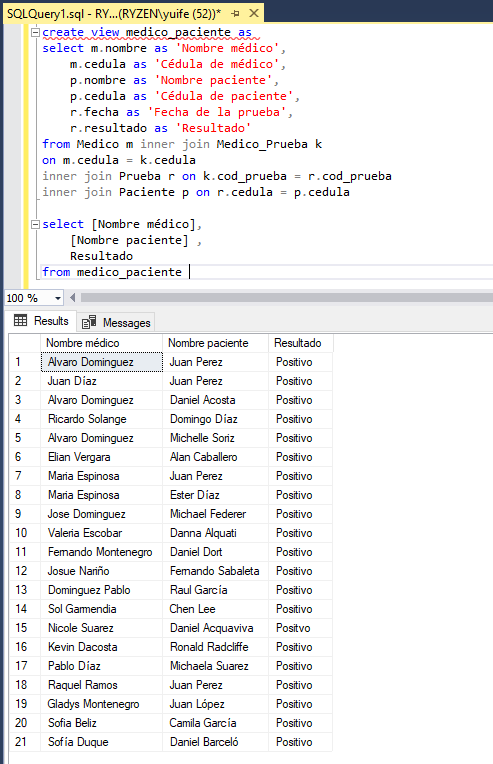 SQLQuery1.sql - RY...(RYZEN\yuife (52))*
create view medico_paciente as
select m.nombre as 'Nombre médico',
m.cedula as 'Cédula de médico',
p.nombre as 'Nombre paciente',
p.cedula as 'Cédula de paciente',
r.fecha as 'Fecha de la prueba',
r.resultado as 'Resultado'
from Medico m inner join Medico_Prueba k
on m.cedula = k.cedula
inner join Prueba r on k.cod_prueba = r.cod_prueba
inner join Paciente p on r.cedula = p.cedula
select [Nombre médico],
[Nombre paciente] ,
Resultado
from medico_paciente
100 %
Results Messages
Nombre médico Nombre paciente Resultado
1 Alvaro Dominguez Juan Perez Positivo
2 Juan Díaz Juan Perez Positivo
3 Alvaro Dominguez Daniel Acosta Positivo
4 Ricardo Solange Domingo Díaz Positivo
5 Alvaro Dominguez Michelle Soriz Positivo
6 Elian Vergara Alan Caballero Positivo
7 Maria Espinosa Juan Perez Positivo
8 Maria Espinosa Ester Díaz Positivo
9 Jose Dominguez Michael Federer Positivo
10 Valeria Escobar Danna Alquati Positivo
11 Fernando Montenegro Daniel Dort Positivo
12 Josue Nariño Fernando Sabaleta Positivo
13 Dominguez Pablo Raul García Positivo
14 Sol Garmendia Chen Lee Positivo
15 Nicole Suarez Daniel Acquaviva Positvo
16 Kevin Dacosta Ronald Radcliffe Positivo
17 Pablo Díaz Michaela Suarez Positivo
18 Raquel Ramos Juan Perez Positivo
19 Gladys Montenegro Juan López Positivo
20 Sofia Beliz Camila García Positivo
21 Sofía Duque Daniel Barceló Positivo